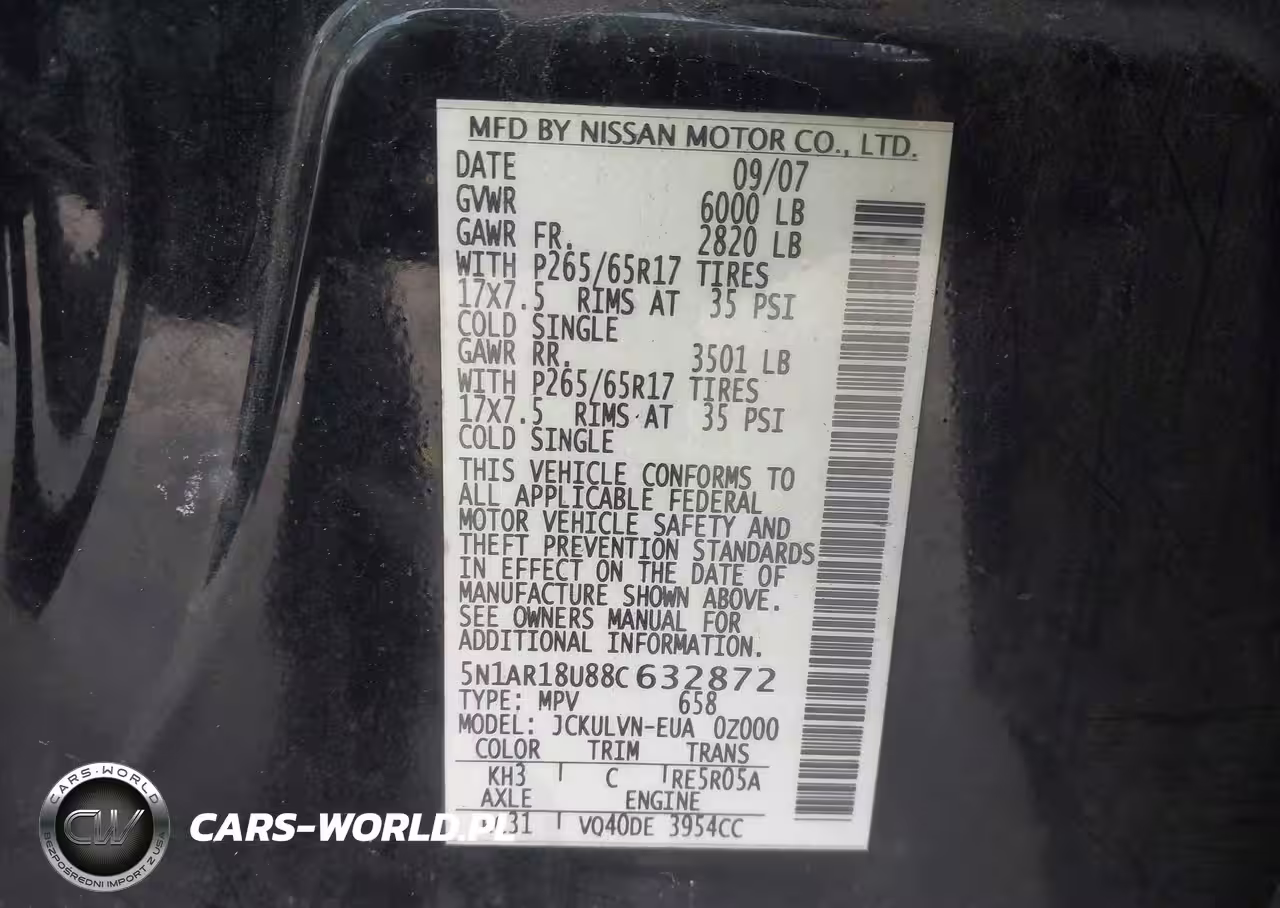 MFD BY NISSAN MOTOR CO., LTD.
DATE 09/07
GVWR 6000 LB
GAWR FR. 2820 LB
WITH P265/65R17 TIRES
17X7.5 RIMS AT 35 PSI
COLD SINGLE
GAWR RR. 3501 LB
WITH P265/65R17 TIRES
17X7.5 RIMS AT 35 PSI
COLD SINGLE
THIS VEHICLE CONFORMS TO
ALL APPLICABLE FEDERAL
MOTOR VEHICLE SAFETY AND
THEFT PREVENTION STANDARDS
IN EFFECT ON THE DATE OF
MANUFACTURE SHOWN ABOVE.
SEE OWNERS MANUAL FOR
ADDITIONAL INFORMATION.
5N1AR18U88C632872
TYPE: MPV 658
MODEL: JCKULVN-EUA 0Z000
COLOR TRIM TRANS
KH3 C RE5R05A
AXLE ENGINE
VQ40DE 3954CC
CARS-WORLD
CW
BEZPOŚREDNI IMPORT Z USA
CARS-WORLD.PL